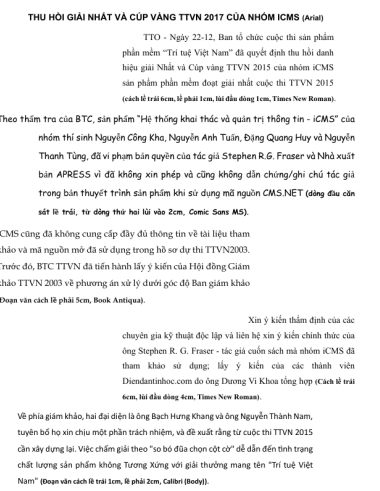 THU HỒI GIẢI NHẤT VÀ CÚP VÀNG TTVN 2017 CỦA NHÓM ICMS (Arial)
TTO - Ngày 22-12, Ban tổ chức cuộc thi sản phẩm
phần mềm “Trí tuệ Việt Nam” đã quyết định thu hồi danh
hiệu giải Nhất và Cúp vàng TTVN 2015 của nhóm iCMS
sản phẩm phần mềm đoạt giải nhất cuộc thi TTVN 2015
(cách lề trái 6cm, lề phải 1cm, lùi đầu dòng 1cm, Times New Roman).
Theo thẩm tra của BTC, sản phẩm “Hệ thống khai thác và quản trị thông tin - iCMS” của
nhóm thí sinh Nguyễn Công Kha, Nguyễn Anh Tuấn, Đặng Quang Huy và Nguyễn
Thanh Tùng, đã vi phạm bản quyền của tác giả Stephen R.G. Fraser và Nhà xuất
bản APRESS vì đã không xin phép và cũng không dẫn chứng/ghi chú tác giả
trong bản thuyết trình sản phẩm khi sử dụng mã nguồn CMS.NET (dòng đầu căn
sát lề trái, từ dòng thứ hai lùi vào 2cm, Comic Sans MS).
CMS cũng đã không cung cấp đầy đủ thông tin về tài liệu tham
khảo và mã nguồn mở đã sử dụng trong hồ sơ dự thi TTVN2003.
Trước đó, BTC TTVN đã tiến hành lấy ý kiến của Hội đồng Giám
khảo TTVN 2003 về phương án xử lý dưới góc độ Ban giám khảo
(Đoạn văn cách lề phải 5cm, Book Antiqua).
Xin ý kiến thẩm định của các
chuyên gia kỹ thuật độc lập và liên hệ xin ý kiến chính thức của
ông Stephen R. G. Fraser - tác giả cuốn sách mà nhóm iCMS đã
tham khảo sử dụng; lấy ý kiến của các thành viên
Diendantinhoc.com do ông Dương Vi Khoa tổng hợp (Cách lề trái
6cm, lùi đầu dòng 4cm, Times New Roman).
Về phía giám khảo, hai đại diện là ông Bạch Hưng Khang và ông Nguyễn Thành Nam,
tuyên bố họ xin chịu một phần trách nhiệm, và đề xuất rằng từ cuộc thi TTVN 2015
cần xây dựng lại. Việc chấm giải theo "so bó đũa chọn cột cờ" dễ dẫn đến tình trạng
chất lượng sản phẩm không Tương Xứng với giải thưởng mang tên "Trí tuệ Việt
Nam" (Đoạn văn cách lề trái 1cm, lề phải 2cm, Calibri (Body)).